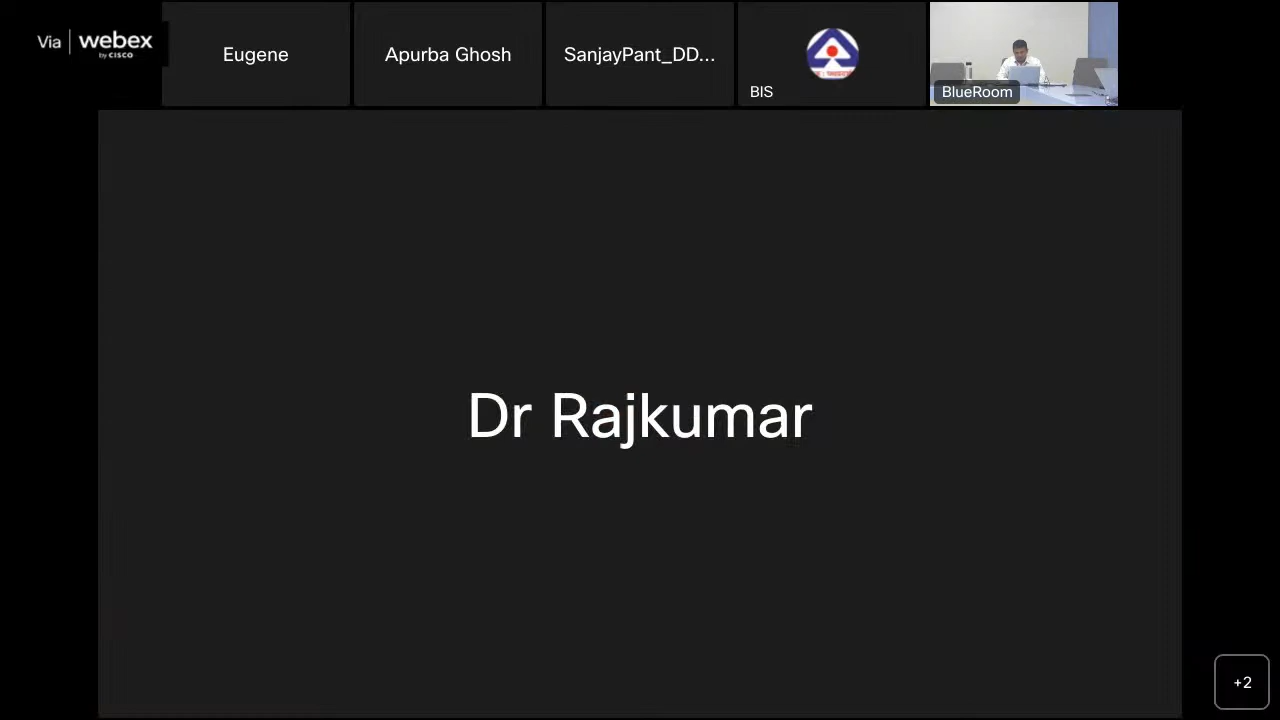 Via webex
by CISCO
Eugene
Apurba Ghosh
SanjayPant_DD...
BIS
BlueRoom
Dr Rajkumar
+2